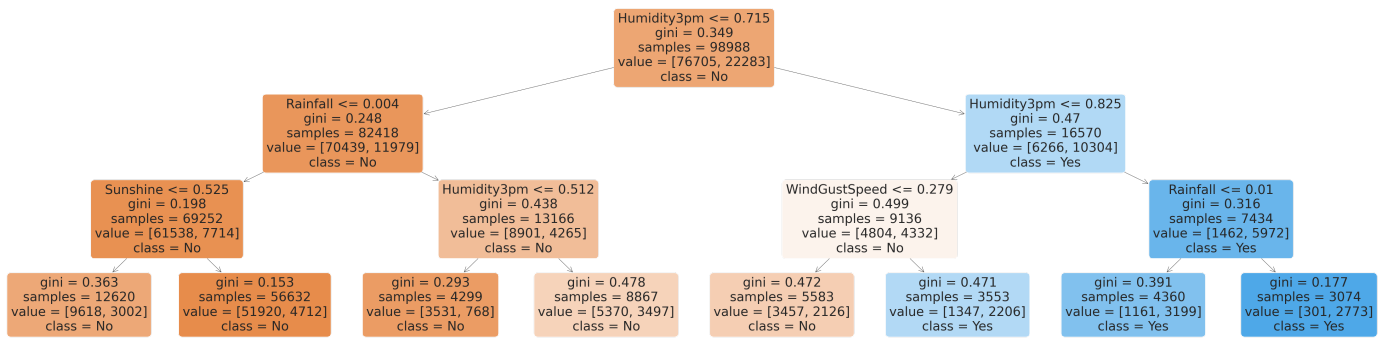 Humidity3pm <= 0.715
gini = 0.349
samples = 98988
value = [76705, 22283]
class = No
Rainfall <= 0.004
gini = 0.248
samples = 82418
value = [70439, 11979]
class = No
Humidity3pm <= 0.825
gini = 0.47
samples = 16570
value = [6266, 10304]
class = Yes
Sunshine <= 0.525
gini = 0.198
samples = 69252
value = [61538, 7714]
class = No
Humidity3pm <= 0.512
gini = 0.438
samples = 13166
value = [8901, 4265]
class = No
WindGustSpeed <= 0.279
gini = 0.499
samples = 9136
value = [4804, 4332]
class = No
Rainfall <= 0.01
gini = 0.316
samples = 7434
value = [1462, 5972]
class = Yes
gini = 0.363
samples = 12620
value = [9618, 3002]
class = No
gini = 0.153
samples = 56632
value = [51920, 4712]
class = No
gini = 0.293
samples = 4299
value = [3531, 768]
class = No
gini = 0.478
samples = 8867
value = [5370, 3497]
class = No
gini = 0.472
samples = 5583
value = [3457, 2126]
class = No
gini = 0.471
samples = 3553
value = [1347, 2206]
class = Yes
gini = 0.391
samples = 4360
value = [1161, 3199]
class = Yes
gini = 0.177
samples = 3074
value = [301, 2773]
class = Yes